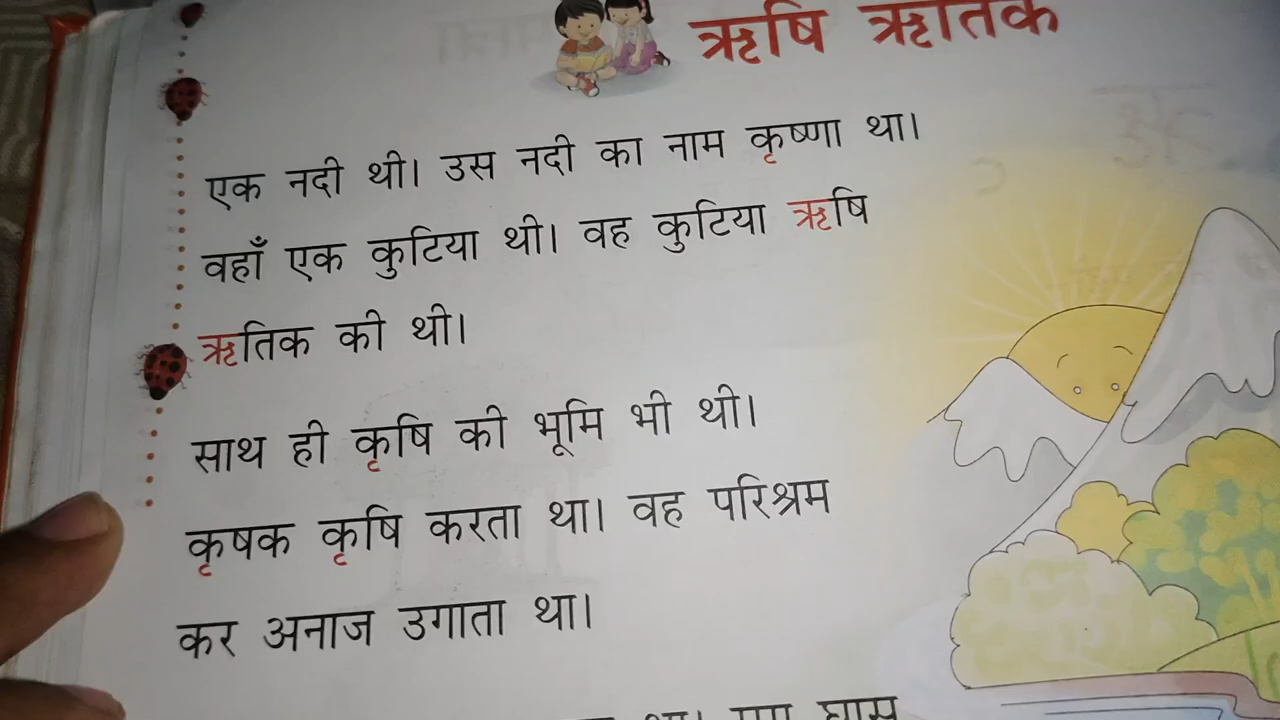 ऋषि ऋतिक
एक नदी थी। उस नदी का नाम कृष्णा था।
वहाँ एक कुटिया थी। वह कुटिया ऋषि
ऋतिक की थी।
साथ ही कृषि की भूमि भी थी।
कृषक कृषि करता था। वह परिश्रम
कर अनाज उगाता था।